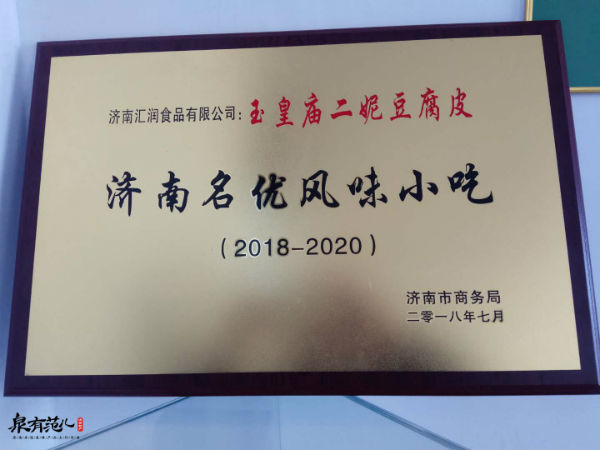 济南汇润食品有限公司：玉皇庙二妮豆腐皮
济南名优风味小吃
（2018-2020）
济南市商务局
二零一八年七月
泉有范儿